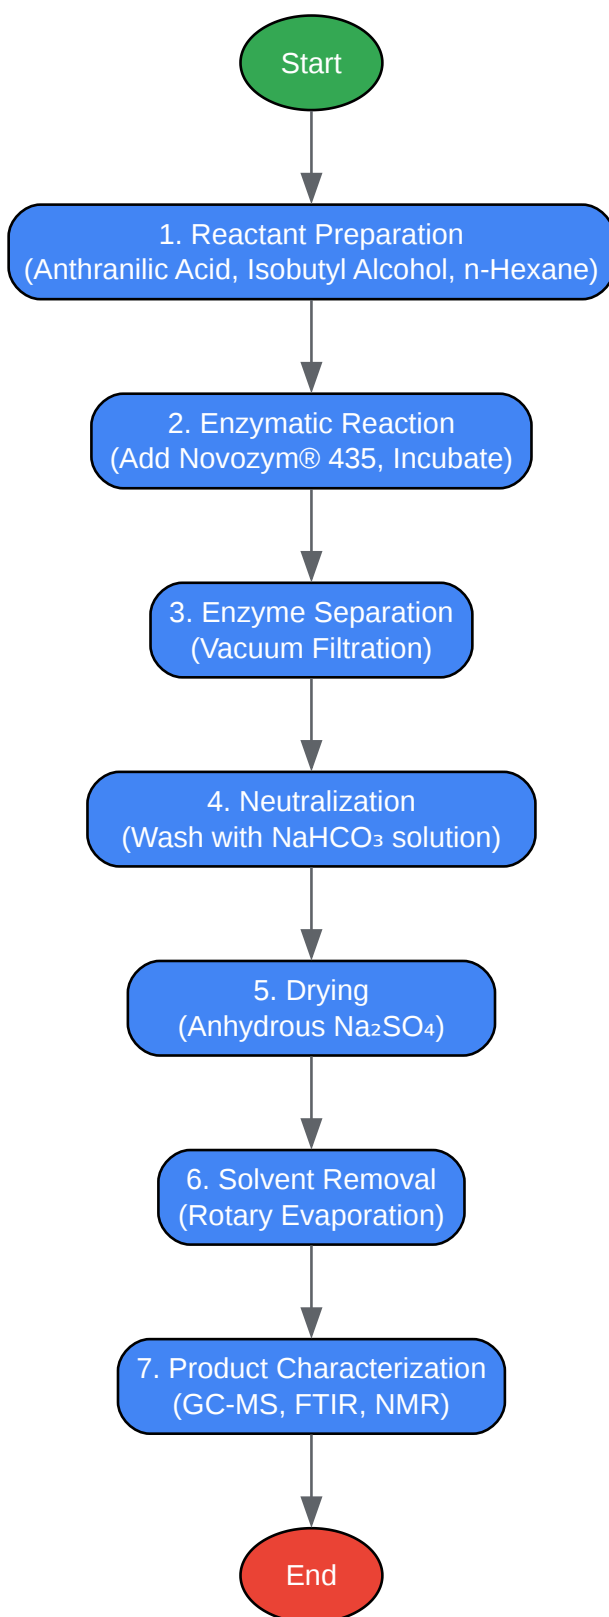 Start
1. Reactant Preparation
(Anthranilic Acid, Isobutyl Alcohol, n-Hexane)
2. Enzymatic Reaction
(Add Novozym® 435, Incubate)
3. Enzyme Separation
(Vacuum Filtration)
4. Neutralization
(Wash with NaHCO₃ solution)
5. Drying
(Anhydrous Na₂SO₄)
6. Solvent Removal
(Rotary Evaporation)
7. Product Characterization
(GC-MS, FTIR, NMR)
End